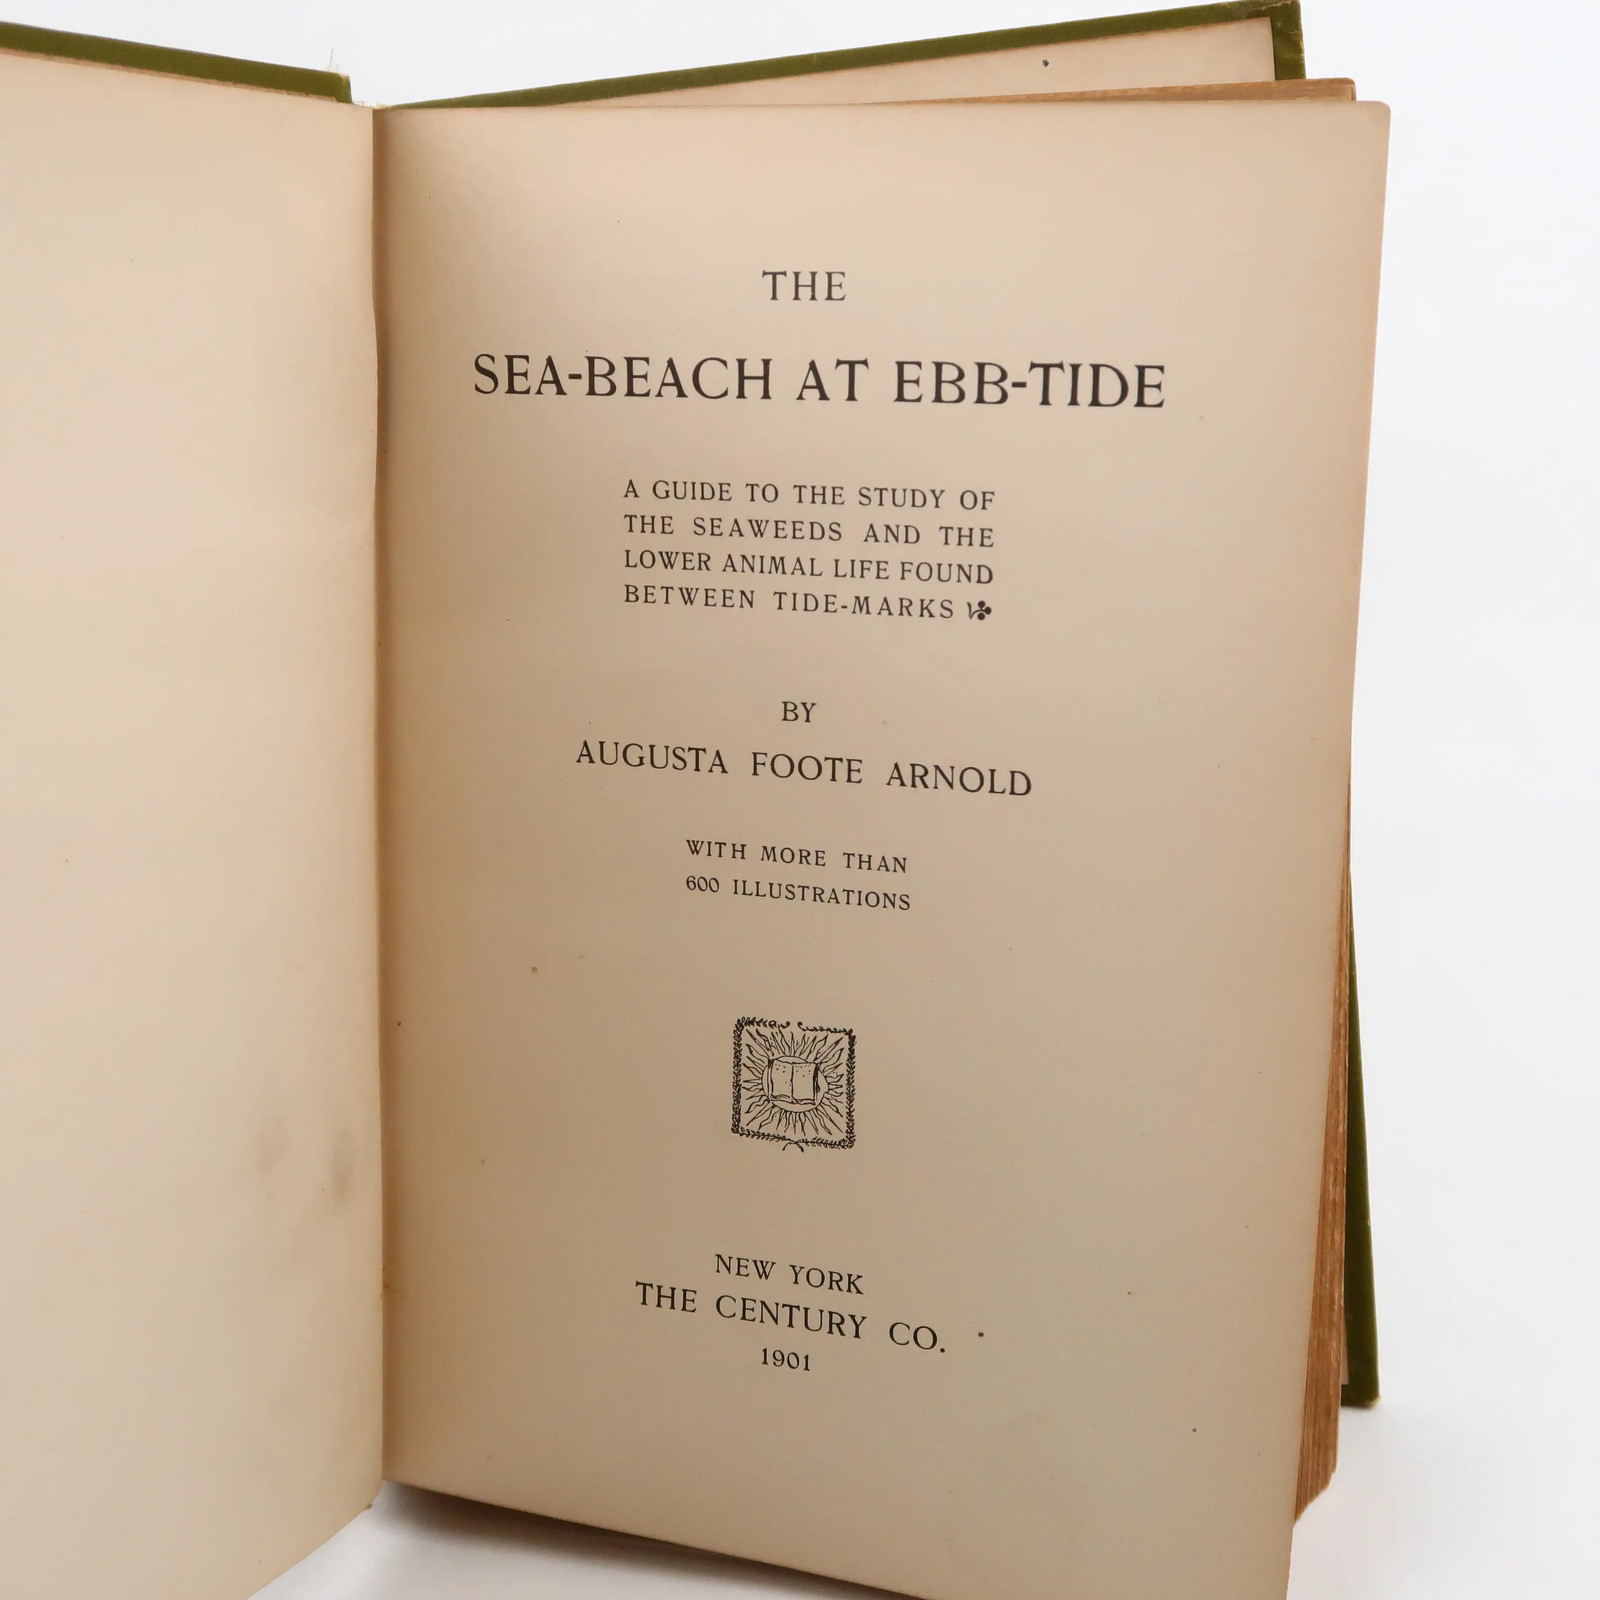 THE
SEA-BEACH AT EBB-TIDE
A GUIDE TO THE STUDY OF
THE SEAWEEDS AND THE
LOWER ANIMAL LIFE FOUND
BETWEEN TIDE-MARKS
BY
AUGUSTA FOOTE ARNOLD
WITH MORE THAN
600 ILLUSTRATIONS
NEW YORK
THE CENTURY CO.
1901